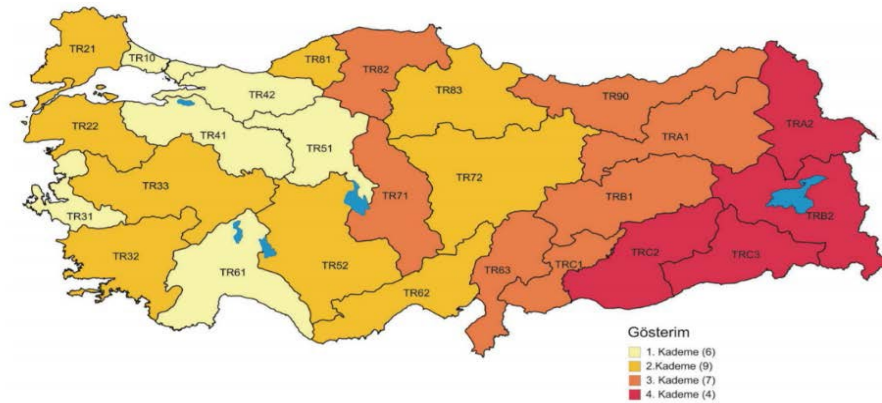 TR21
TR10
TR81
TR82
TR42
TR83
TR90
TR22
TRA2
TR41
TR51
TRA1
TR33
TR72
TR71
TRB1
TR31
TRB2
TR32
TR52
TRC2
TRC3
TR61
TR63
TRC1
TR62
Gösterim
1. Kademe (6)
2.Kademe (9)
3. Kademe (7)
4. Kademe (4)